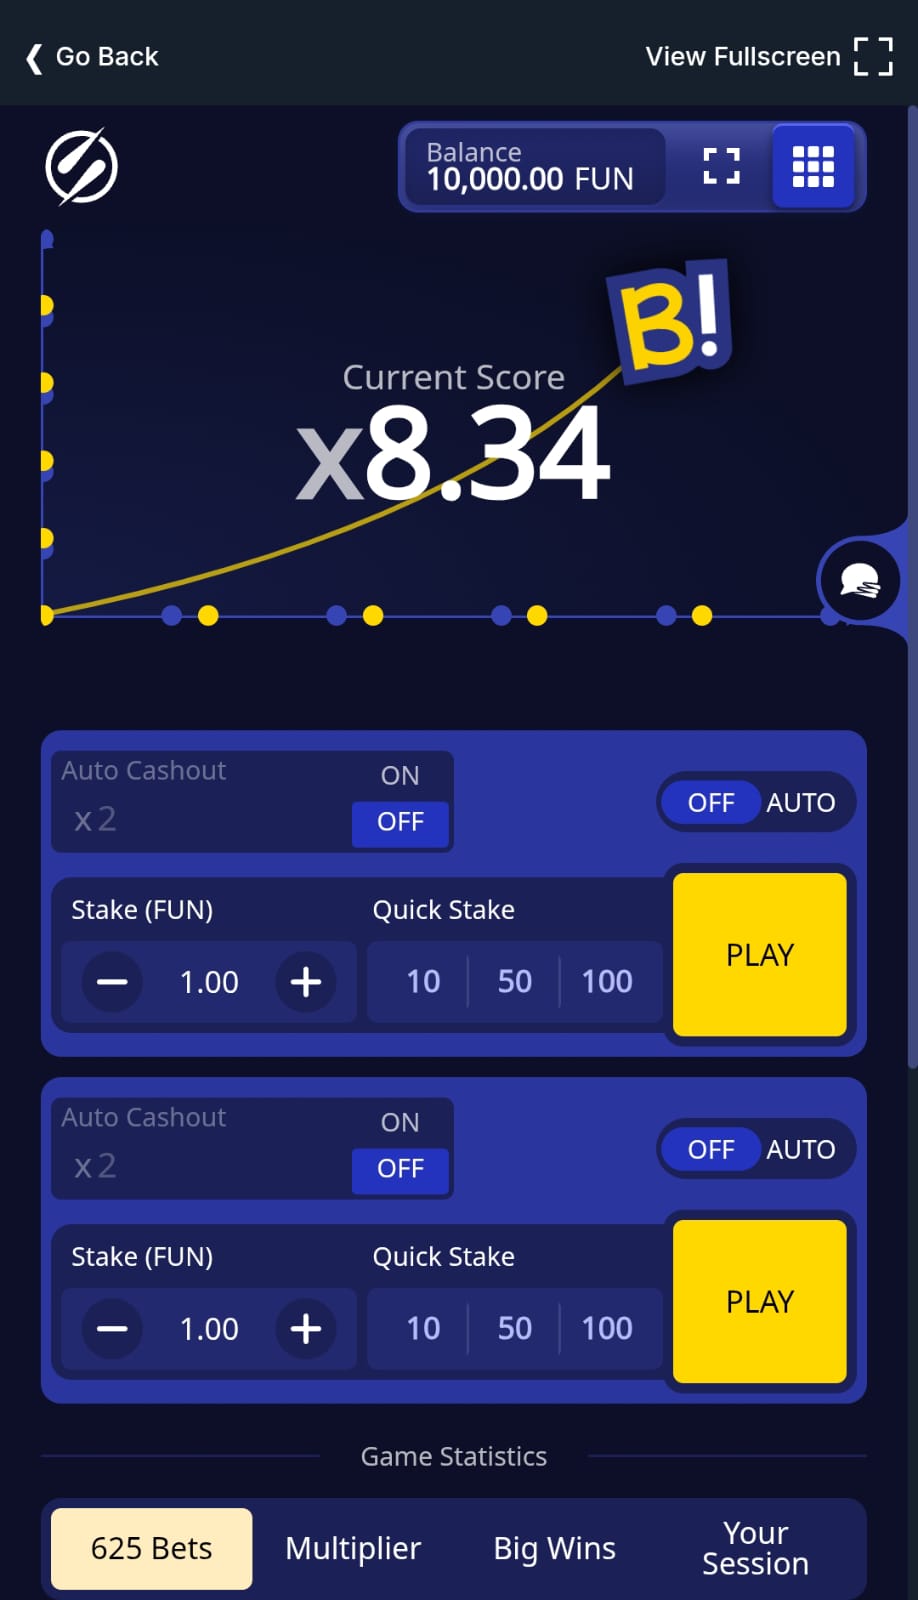 Go Back
View Fullscreen
Balance
10,000.00 FUN
B!
Current Score
x8.34
Auto Cashout
ON
x2
OFF
OFF AUTO
Stake (FUN)
Quick Stake
1.00
10 50 100
PLAY
Auto Cashout
ON
x2
OFF
OFF AUTO
Stake (FUN)
Quick Stake
1.00
10 50 100
PLAY
Game Statistics
625 Bets
Multiplier
Big Wins
Your
Session